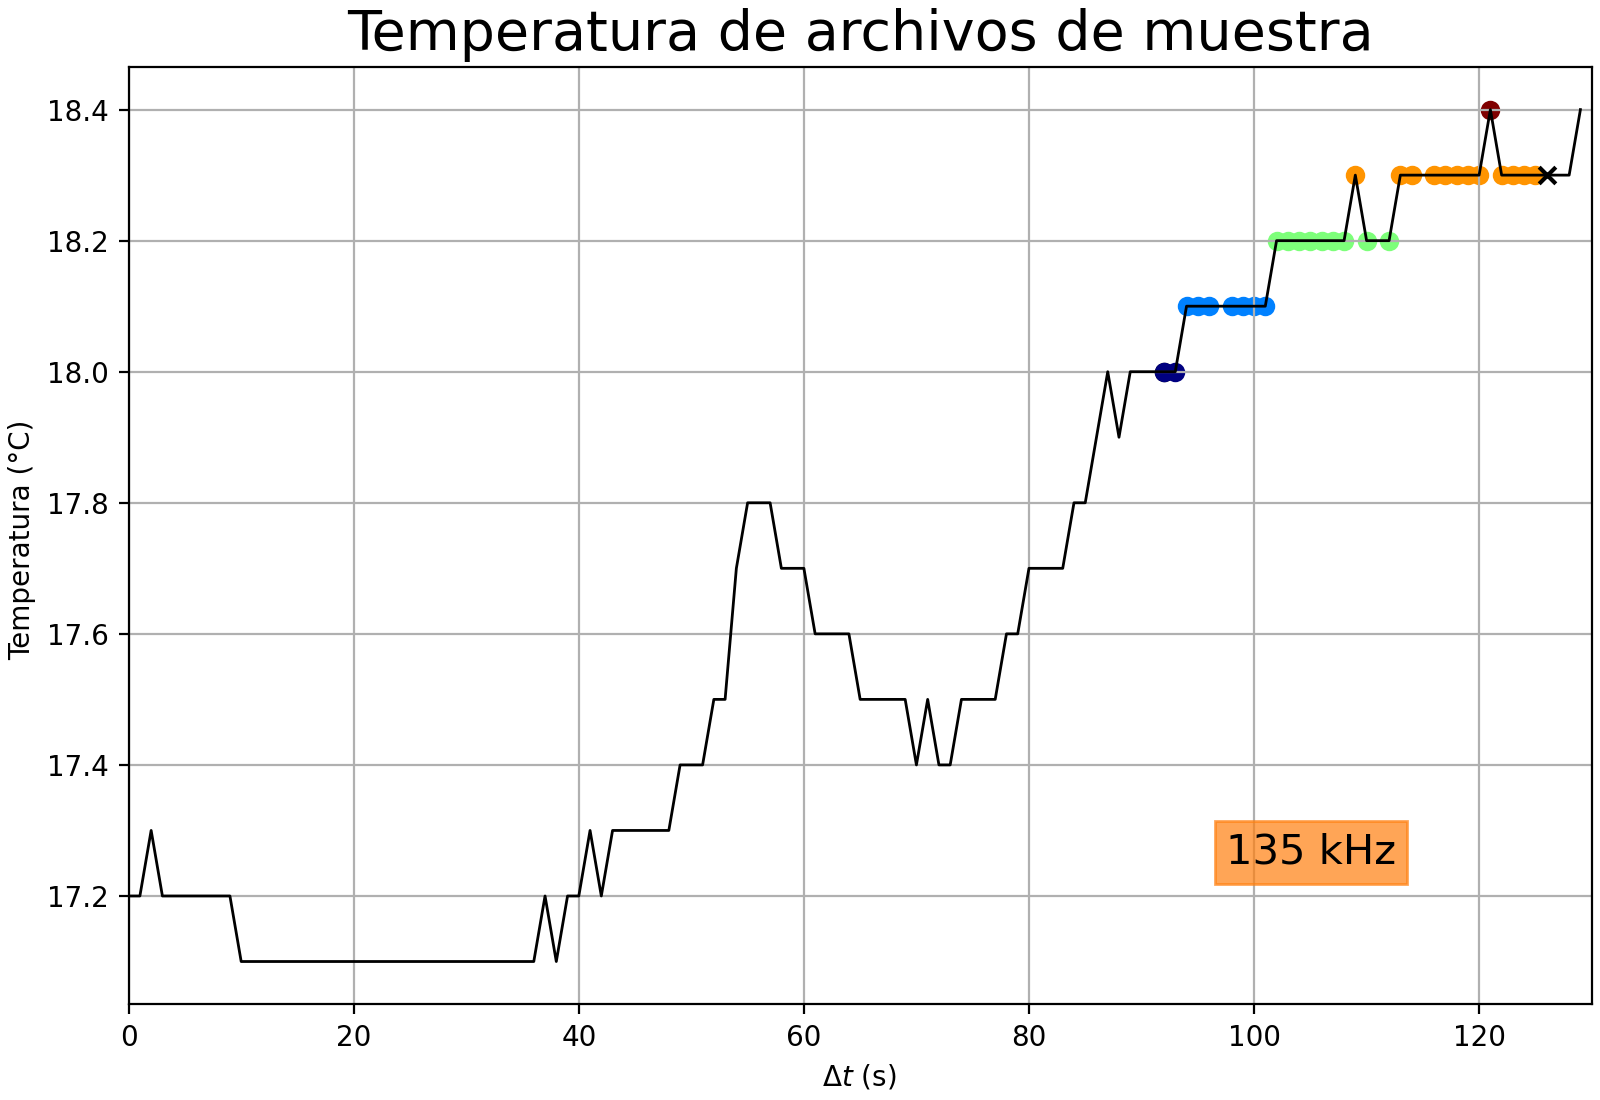 Temperatura de archivos de muestra
18.4
18.2
18.0
17.8
17.6
17.4
17.2
Temperatura (°C)
135 kHz
0 20 40 60 80 100 120
Δt (s)